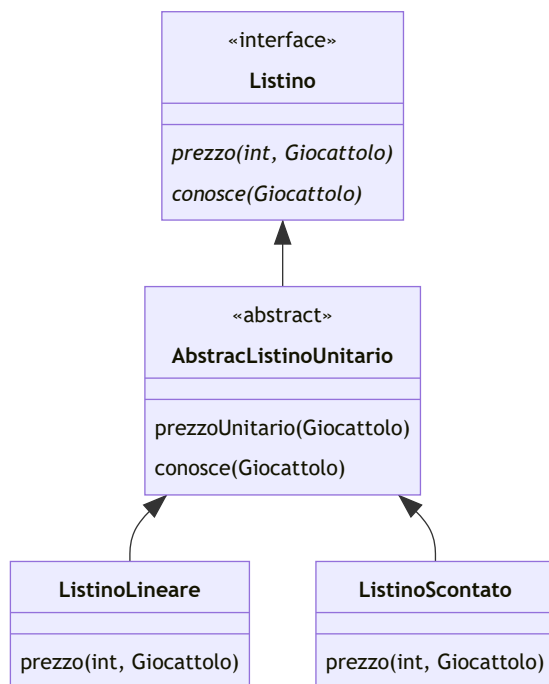 «interface»
Listino
prezzo(int, Giocattolo)
conosce(Giocattolo)
«abstract»
AbstracListinoUnitario
prezzoUnitario(Giocattolo)
conosce(Giocattolo)
ListinoLineare
prezzo(int, Giocattolo)
ListinoScontato
prezzo(int, Giocattolo)